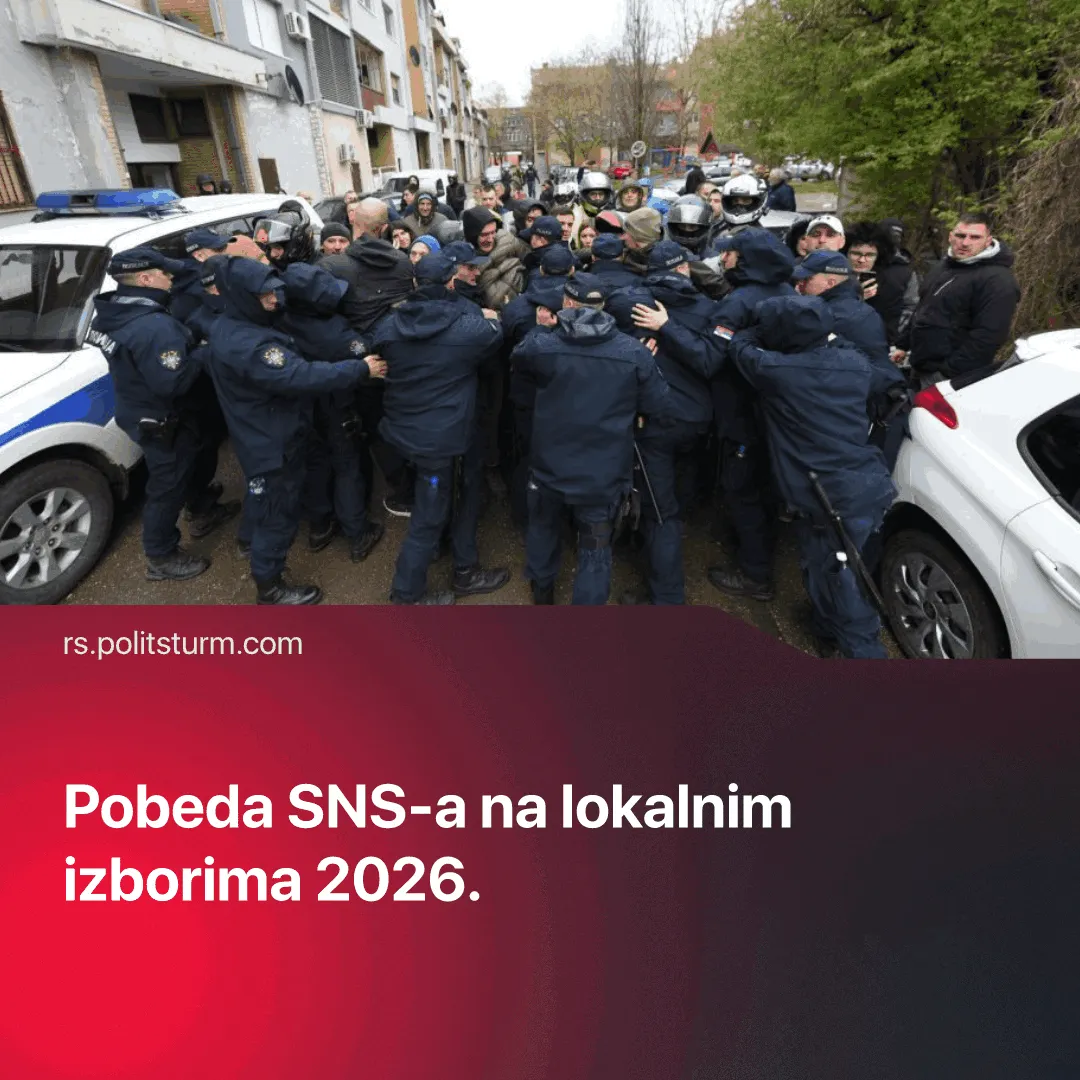 rs.politsturm.com
Pobeda SNS-a na lokalnim
izborima 2026.